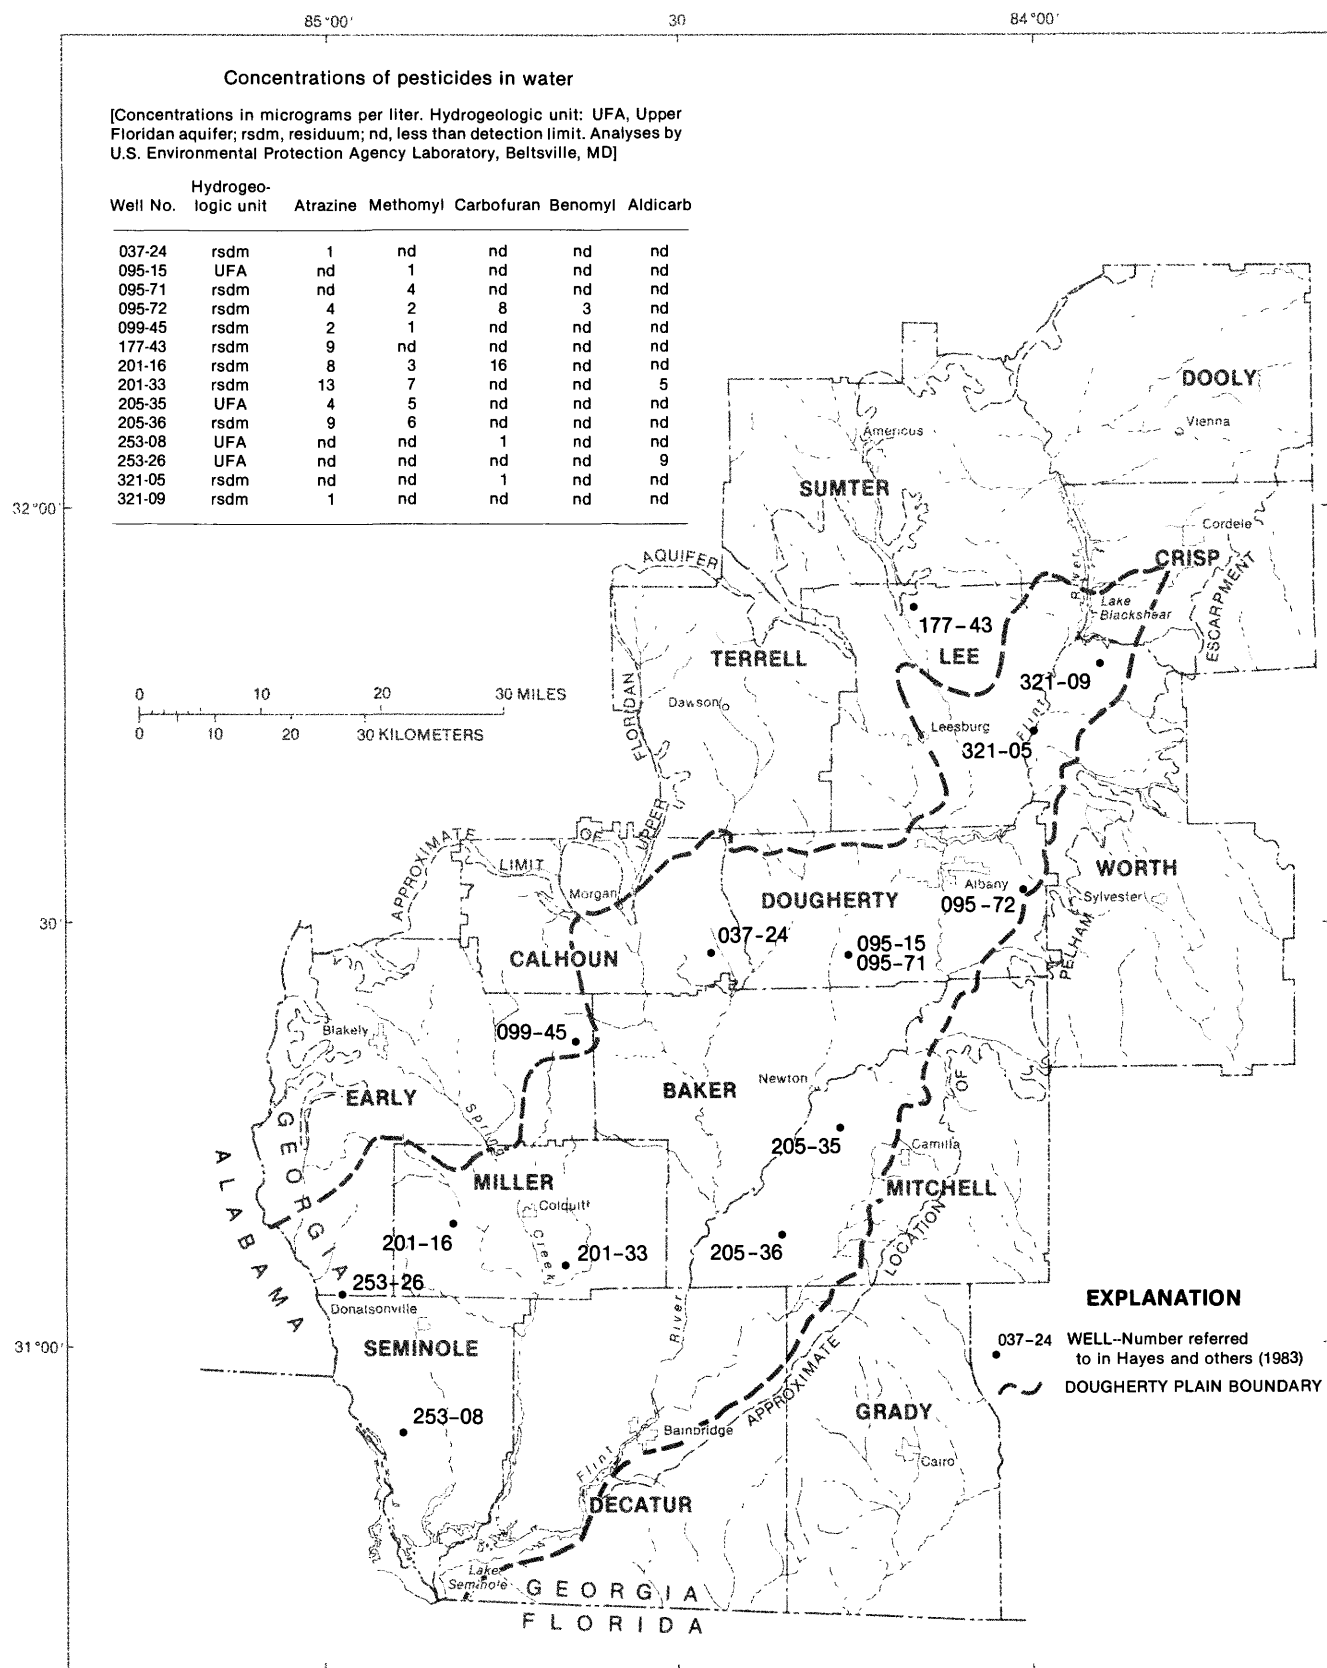 85°00'
30
84°00'
Concentrations of pesticides in water
[Concentrations in micrograms per liter. Hydrogeologic unit: UFA, Upper
Floridan aquifer; rsdm, residuum; nd, less than detection limit. Analyses by
U.S. Environmental Protection Agency Laboratory, Beltsville, MD]
Hydrogeo-
Well No. logic unit Atrazine Methomyl Carbofuran Benomyl Aldicarb
037-24 rsdm 1 nd nd nd nd
095-15 UFA nd 1 nd nd nd
095-71 rsdm nd 4 nd nd nd
095-72 rsdm 4 2 8 3 nd
099-45 rsdm 2 1 nd nd nd
177-43 rsdm 9 nd nd nd nd
201-16 rsdm 8 3 16 nd nd
201-33 rsdm 13 7 nd nd 5
205-35 UFA 4 5 nd nd nd
205-36 rsdm 9 6 nd nd nd
253-08 UFA nd nd 1 nd nd
253-26 UFA nd nd nd nd 9
321-05 rsdm nd nd 1 nd nd
321-09 rsdm 1 nd nd nd nd
DOOLY
Vienna
Americus
SUMTER
32°00'
Cordele
CRISP
AQUIFER
River
Lake
Blackshear
ESCARPMENT
177-43
LEE
TERRELL
321-09
0 10 20 30 MILES
0 10 20 30 KILOMETERS
Dawson
FLORIDAN
Leesburg
Flint
321-05
UPPER
OF
APPROXIMATE
LIMIT
Morgan
WORTH
Sylvester
DOUGHERTY
Albany
095-72
30'
037-24
095-15
095-71
PELHAM
CALHOUN
Blakely
099-45
EARLY
BAKER
Newton
OF
Spring
205-35
Camilla
GEORGIA
ALABAMA
MILLER
MITCHELL
Colquitt
Creek
201-16
201-33
205-36
LOCATION
253-26
Donalsonville
EXPLANATION
River
SEMINOLE
31°00'
037-24 WELL--Number referred
to in Hayes and others (1983)
DOUGHERTY PLAIN BOUNDARY
APPROXIMATE
253-08
GRADY
Bainbridge
Cairo
Flint
DECATUR
Lake
Seminole
GEORGIA
FLORIDA